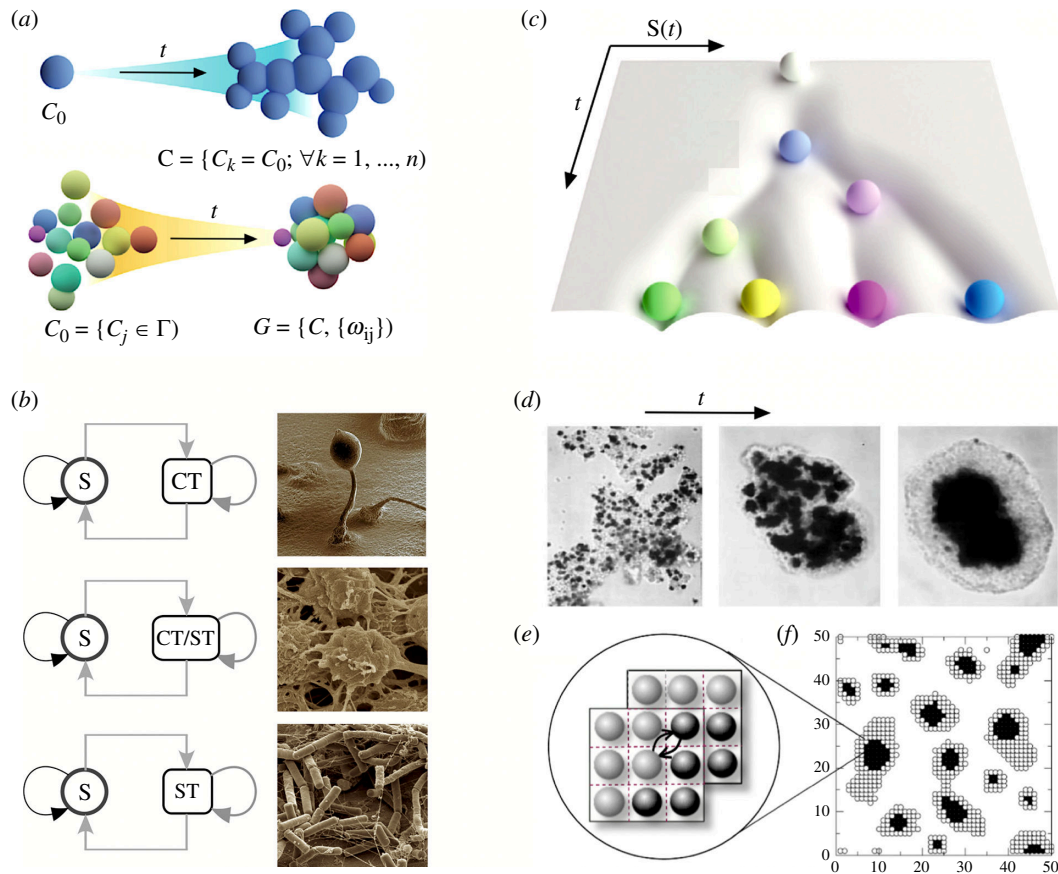 (a)
t
C0
C = {Ck = C0; ∀k = 1, ..., n)
t
C0 = {Cj ∈ Γ)
G = {C, {ωij})
(b)
S
CT
S
CT/ST
S
ST
(c)
S(t)
t
(d)
t
(e)
(f)
50
40
30
20
10
0
0 10 20 30 40 50